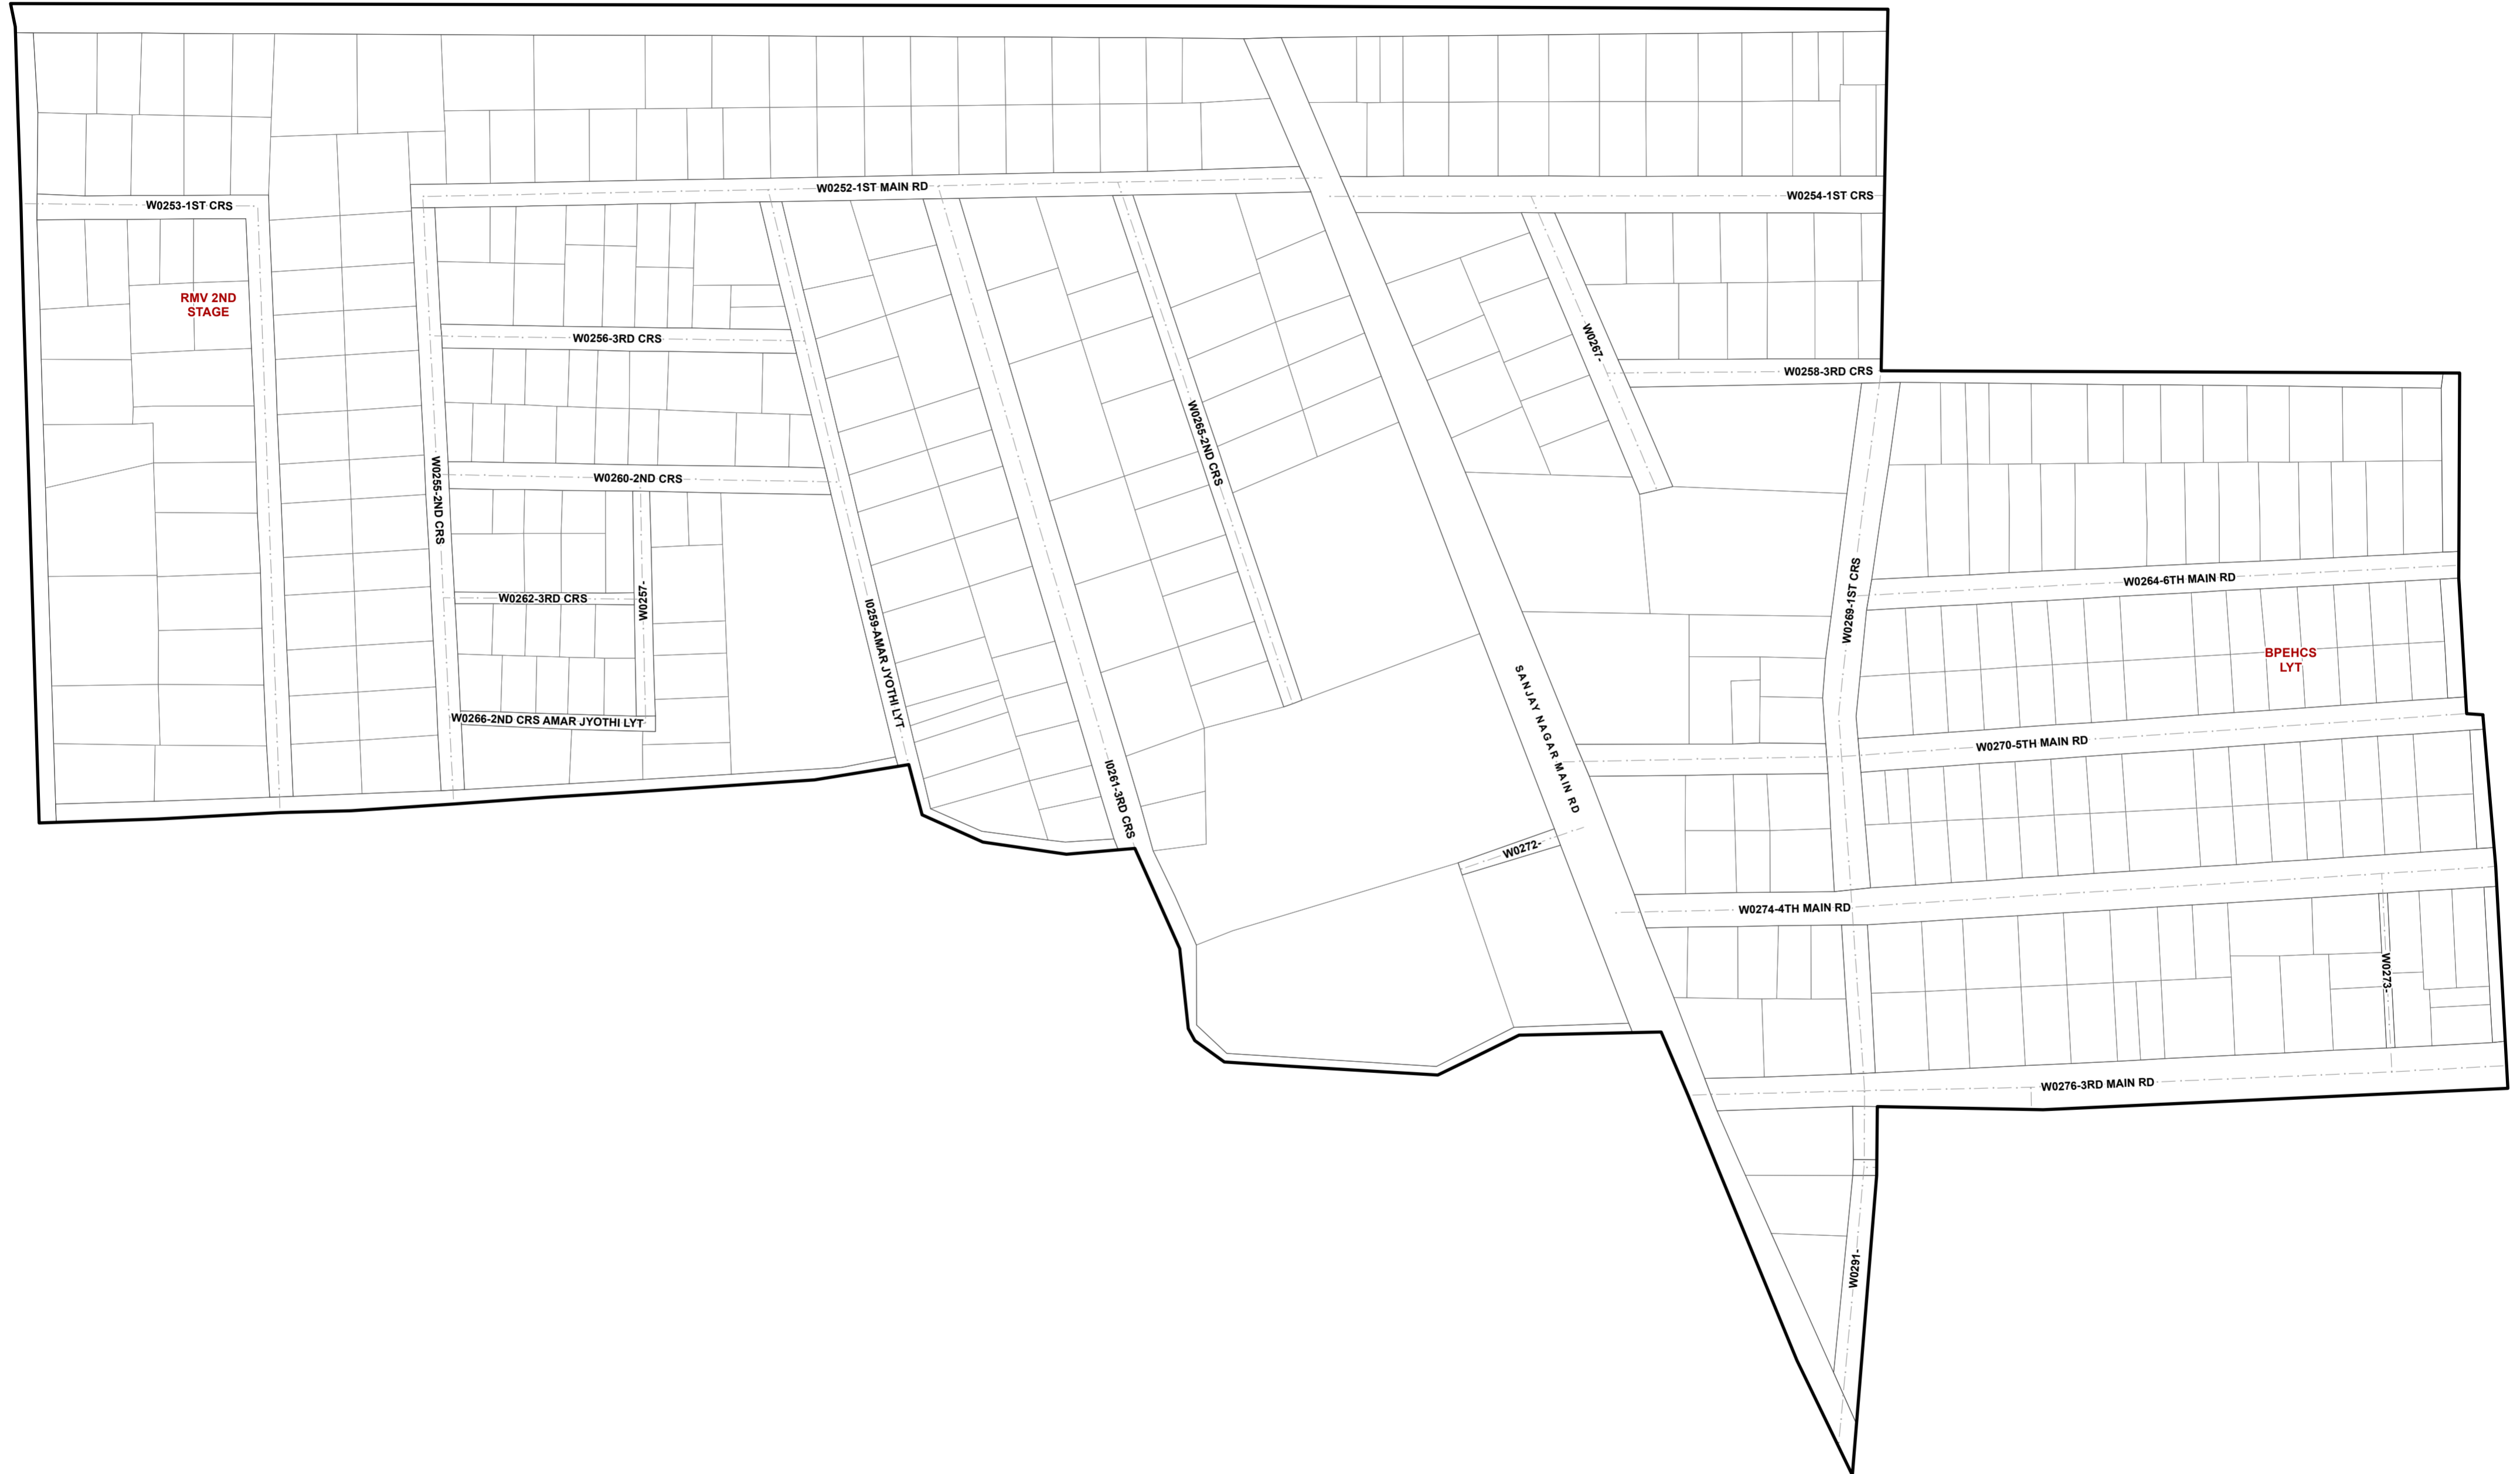 W0252-1ST MAIN RD
W0254-1ST CRS
W0253-1ST CRS
RMV 2ND
STAGE
W0256-3RD CRS
W0267-
W0258-3RD CRS
W0265-2ND CRS
W0255-2ND CRS
W0260-2ND CRS
W0264-6TH MAIN RD
W0262-3RD CRS
W0257-
W0269-1ST CRS
I0259-AMAR JYOTHI LYT
BPEHCS
LYT
W0266-2ND CRS AMAR JYOTHI LYT
SANJAY NAGAR MAIN RD
W0270-5TH MAIN RD
I0261-3RD CRS
W0272-
W0274-4TH MAIN RD
W0273-
W0276-3RD MAIN RD
W0291-